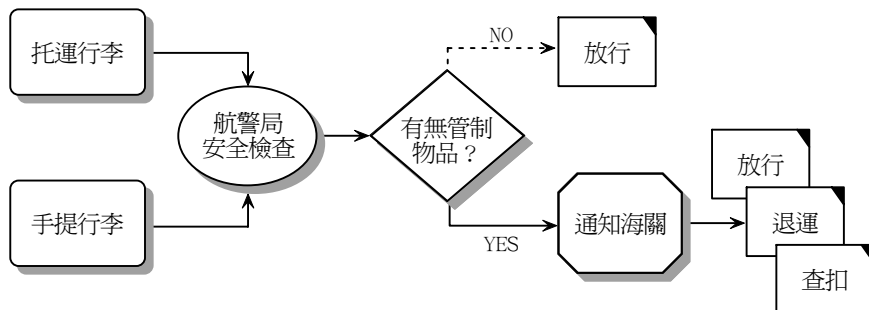 托運行李
手提行李
航警局
安全檢查
有無管制
物品？
NO
放行
YES
通知海關
放行
退運
查扣